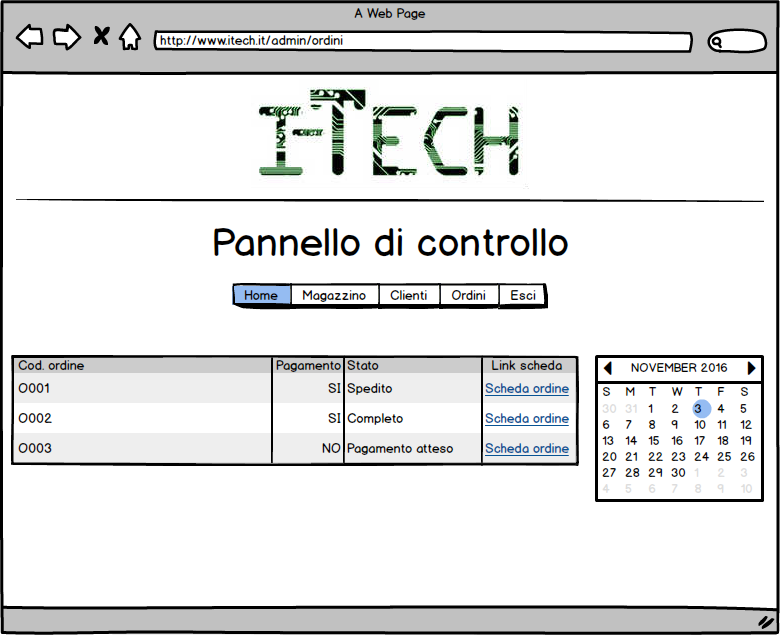 A Web Page
http://www.itech.it/admin/ordini
I-TECH
Pannello di controllo
Home Magazzino Clienti Ordini Esci
Cod. ordine Pagamento Stato Link scheda
O001 SI Spedito Scheda ordine
O002 SI Completo Scheda ordine
O003 NO Pagamento atteso Scheda ordine
NOVEMBER 2016
S M T W T F S
30 31 1 2 3 4 5
6 7 8 9 10 11 12
13 14 15 16 17 18 19
20 21 22 23 24 25 26
27 28 29 30 1 2 3
4 5 6 7 8 9 10